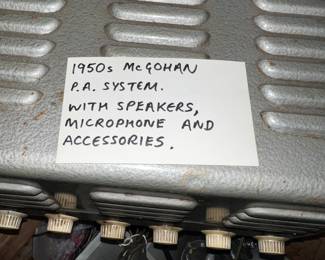 1950s McGOHAN
P.A. SYSTEM.
WITH SPEAKERS,
MICROPHONE AND
ACCESSORIES.